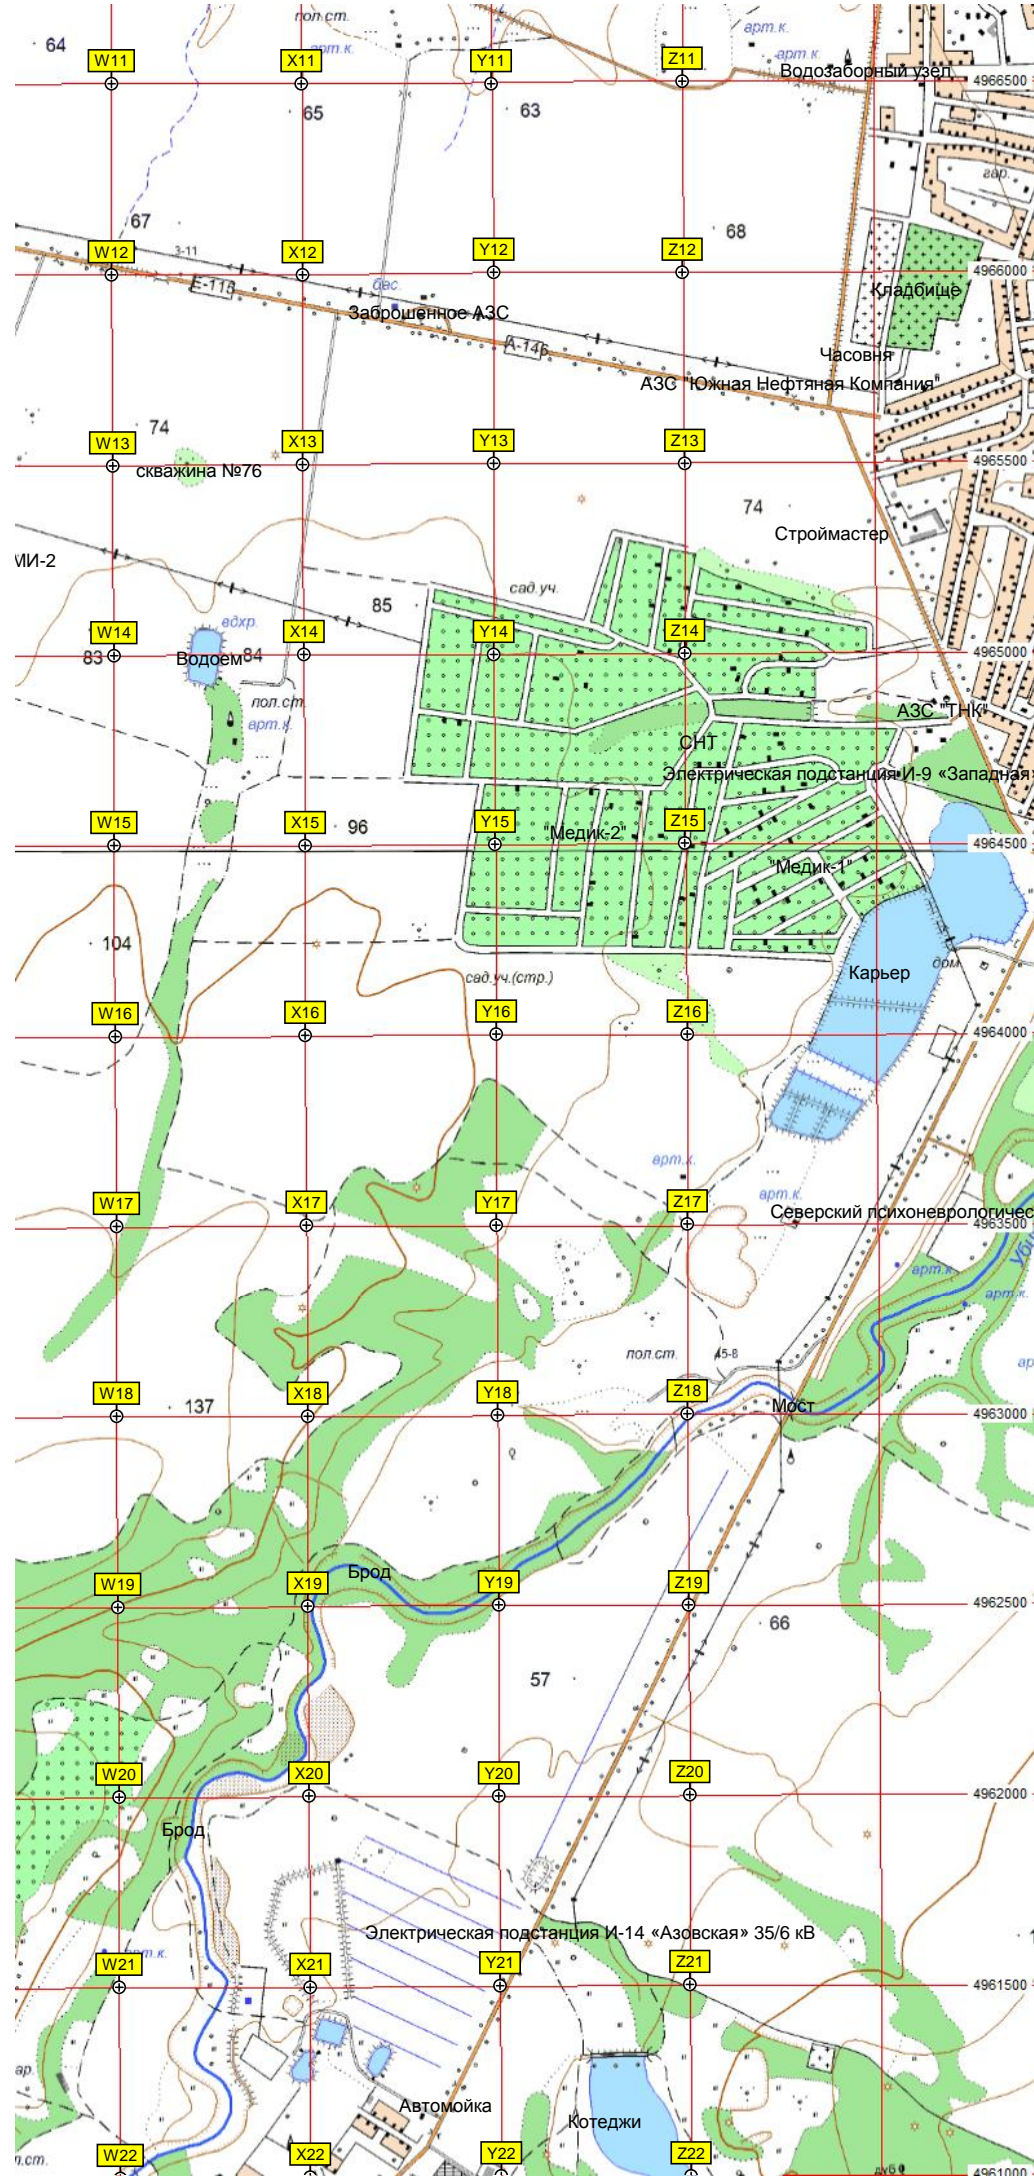 пол.ст.
арт.к.
64
арт.к.
арт.к.
W11
X11
Y11
Z11
Водозаборный узел
4966500
65
63
гар.
67
68
3-11
W12
X12
Y12
Z12
4966000
Е-115
бас.
Кладбище
Заброшенное АЗС
А-146
Часовня
АЗС "Южная Нефтяная Компания"
74
W13
X13
Y13
Z13
4965500
скважина №76
74
Строймастер
МИ-2
сад.уч.
85
вдхр.
W14
X14
Y14
Z14
4965000
83
Водоем
84
пол.ст.
арт.к.
АЗС "ТНК"
СНТ
Электрическая подстанция И-9 «Западная»
W15
X15
Y15
Z15
96
"Медик-2"
4964500
"Медик-1"
104
дом
Карьер
сад.уч.(стр.)
W16
X16
Y16
Z16
4964000
арт.к.
арт.к.
W17
X17
Y17
Z17
Северский психоневрологичес
4963500
арт.к.
арт.к.
пол.ст.
45-8
ар
W18
X18
Y18
Z18
137
Мост
4963000
Брод
W19
X19
Y19
Z19
4962500
66
57
W20
X20
Y20
Z20
4962000
Брод
Электрическая подстанция И-14 «Азовская» 35/6 кВ
арт.к.
W21
X21
Y21
Z21
4961500
ар.
Автомойка
Котеджи
W22
X22
Y22
Z22
п.ст.
дуб
4961000